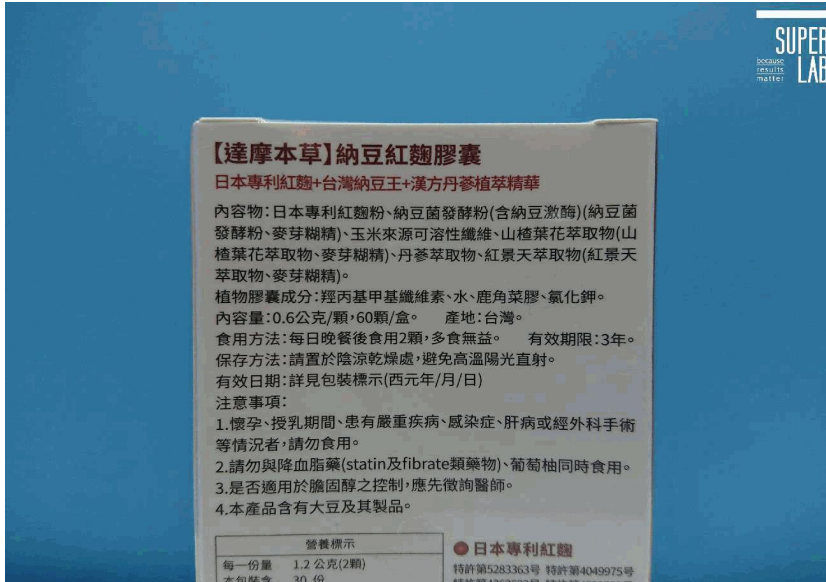 SUPER
because
results
matter
LAB
【達摩本草】納豆紅麴膠囊
日本專利紅麴+台灣納豆王+漢方丹蔘植萃精華
內容物:日本專利紅麴粉、納豆菌發酵粉(含納豆激酶)(納豆菌
發酵粉、麥芽糊精)、玉米來源可溶性纖維、山楂葉花萃取物(山
楂葉花萃取物、麥芽糊精)、丹蔘萃取物、紅景天萃取物(紅景天
萃取物、麥芽糊精)。
植物膠囊成分:羥丙基甲基纖維素、水、鹿角菜膠、氯化鉀。
內容量:0.6公克/顆,60顆/盒。 產地:台灣。
食用方法:每日晚餐後食用2顆,多食無益。 有效期限:3年。
保存方法:請置於陰涼乾燥處,避免高溫陽光直射。
有效日期:詳見包裝標示(西元年/月/日)
注意事項:
1.懷孕、授乳期間、患有嚴重疾病、感染症、肝病或經外科手術
等情況者,請勿食用。
2.請勿與降血脂藥(statin及fibrate類藥物)、葡萄柚同時食用。
3.是否適用於膽固醇之控制,應先徵詢醫師。
4.本產品含有大豆及其製品。
營養標示
每一份量 1.2 公克(2顆)
本包裝含 30 份
日本專利紅麴
特許第5283363号 特許第4049975号